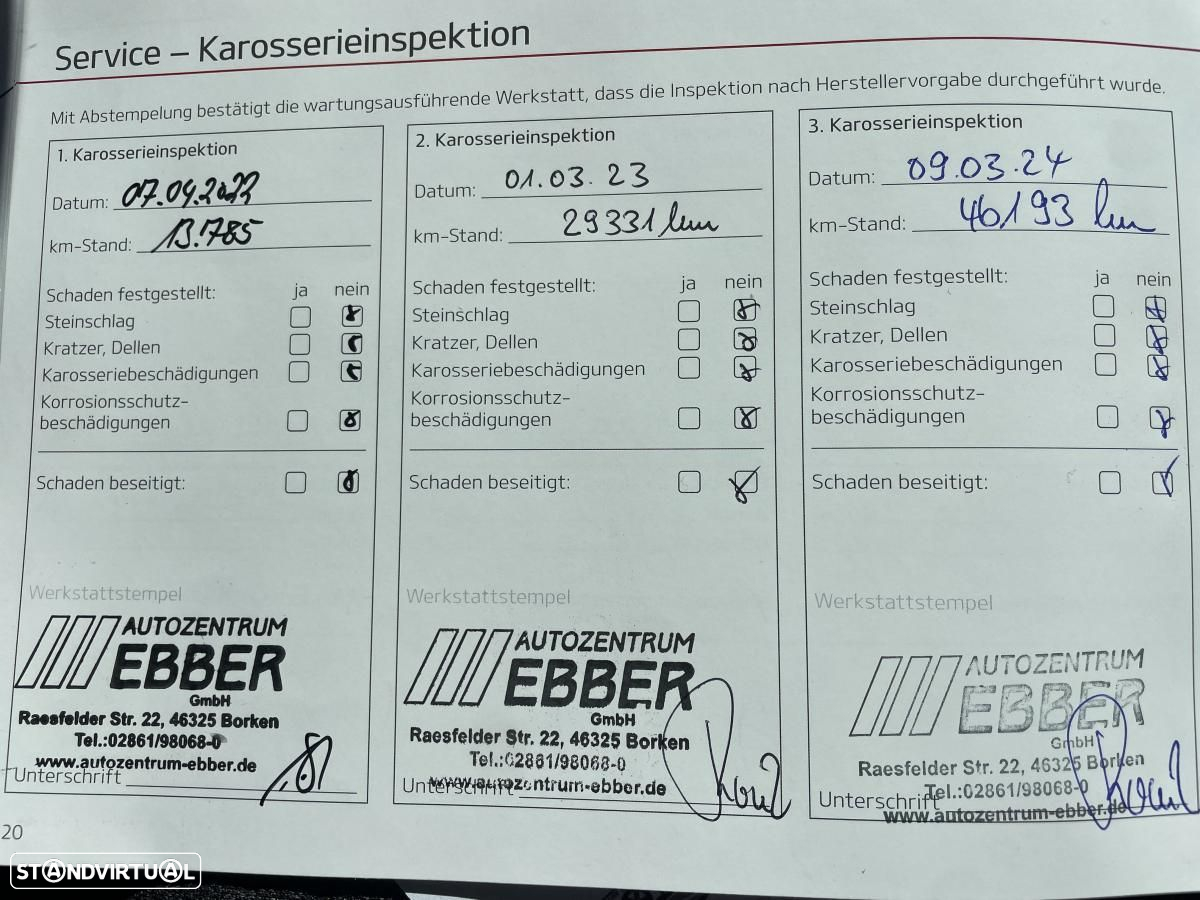 Service – Karosserieinspektion
Mit Abstempelung bestätigt die wartungsausführende Werkstatt, dass die Inspektion nach Herstellervorgabe durchgeführt wurde.
1. Karosserieinspektion
Datum: 07.04.2022
km-Stand: 13.785
Schaden festgestellt: ja nein
Steinschlag
Kratzer, Dellen
Karosseriebeschädigungen
Korrosionsschutz-
beschädigungen
Schaden beseitigt:
Werkstattstempel
AUTOZENTRUM
EBBER
GmbH
Raesfelder Str. 22, 46325 Borken
Tel.:02861/98068-0
www.autozentrum-ebber.de
Unterschrift
2. Karosserieinspektion
Datum: 01.03.23
km-Stand: 29331 km
Schaden festgestellt: ja nein
Steinschlag
Kratzer, Dellen
Karosseriebeschädigungen
Korrosionsschutz-
beschädigungen
Schaden beseitigt:
Werkstattstempel
AUTOZENTRUM
EBBER
GmbH
Raesfelder Str. 22, 46325 Borken
Tel.:02861/98068-0
www.autozentrum-ebber.de
Unterschrift
3. Karosserieinspektion
Datum: 09.03.24
km-Stand: 46193 km
Schaden festgestellt: ja nein
Steinschlag
Kratzer, Dellen
Karosseriebeschädigungen
Korrosionsschutz-
beschädigungen
Schaden beseitigt:
Werkstattstempel
AUTOZENTRUM
EBBER
GmbH
Raesfelder Str. 22, 46325 Borken
Tel.:02861/98068-0
www.autozentrum-ebber.de
Unterschrift
20
STANDVIRTUAL